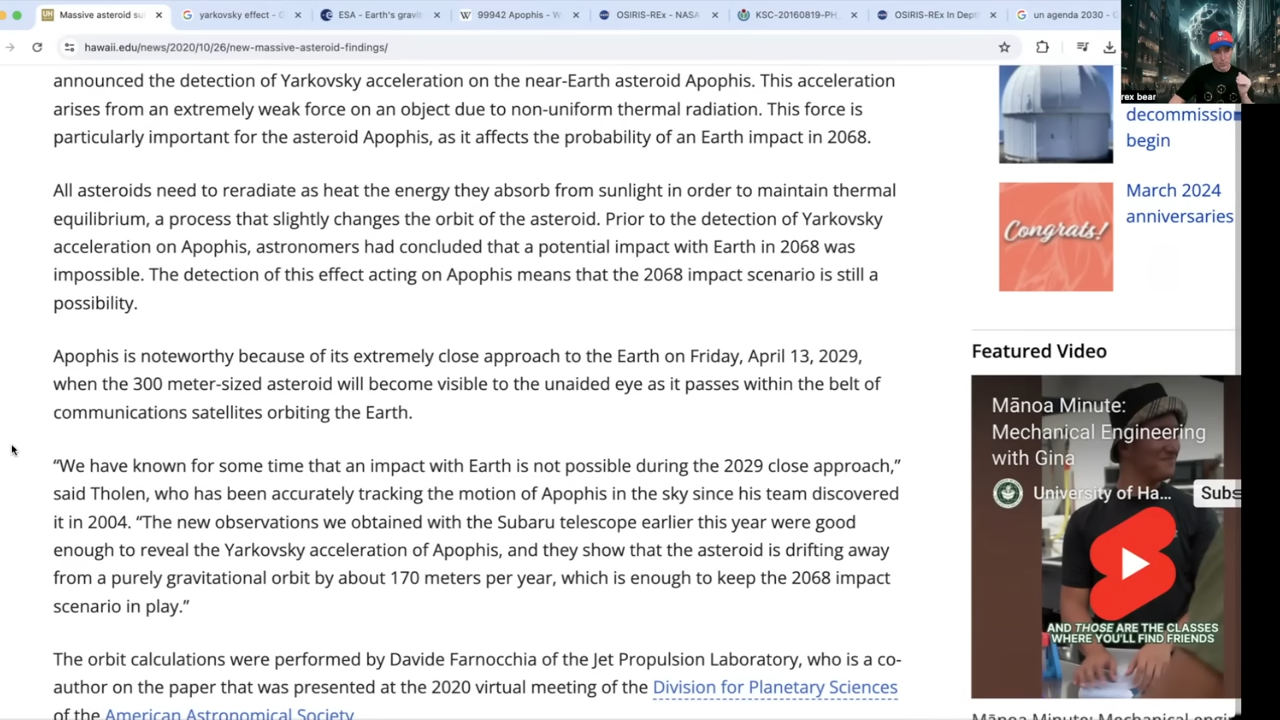 Massive asteroid su
yarkovsky effect - G
ESA - Earth's gravi
99942 Apophis - W
OSIRIS-REx - NASA
KSC-20160819-PH_
OSIRIS-REx In Depth
un agenda 2030 - G
hawaii.edu/news/2020/10/26/new-massive-asteroid-findings/
rex bear
announced the detection of Yarkovsky acceleration on the near-Earth asteroid Apophis. This acceleration
arises from an extremely weak force on an object due to non-uniform thermal radiation. This force is
particularly important for the asteroid Apophis, as it affects the probability of an Earth impact in 2068.
All asteroids need to reradiate as heat the energy they absorb from sunlight in order to maintain thermal
equilibrium, a process that slightly changes the orbit of the asteroid. Prior to the detection of Yarkovsky
acceleration on Apophis, astronomers had concluded that a potential impact with Earth in 2068 was
impossible. The detection of this effect acting on Apophis means that the 2068 impact scenario is still a
possibility.
Apophis is noteworthy because of its extremely close approach to the Earth on Friday, April 13, 2029,
when the 300 meter-sized asteroid will become visible to the unaided eye as it passes within the belt of
communications satellites orbiting the Earth.
“We have known for some time that an impact with Earth is not possible during the 2029 close approach,”
said Tholen, who has been accurately tracking the motion of Apophis in the sky since his team discovered
it in 2004. “The new observations we obtained with the Subaru telescope earlier this year were good
enough to reveal the Yarkovsky acceleration of Apophis, and they show that the asteroid is drifting away
from a purely gravitational orbit by about 170 meters per year, which is enough to keep the 2068 impact
scenario in play.”
The orbit calculations were performed by Davide Farnocchia of the Jet Propulsion Laboratory, who is a co-
author on the paper that was presented at the 2020 virtual meeting of the Division for Planetary Sciences
of the American Astronomical Society.
decommissio
begin
Congrats!
March 2024
anniversaries
Featured Video
Mānoa Minute:
Mechanical Engineering
with Gina
University of Ha...
Subs
AND THOSE ARE THE CLASSES
WHERE YOU'LL FIND FRIENDS
Mānoa Minute: Mechanical engi